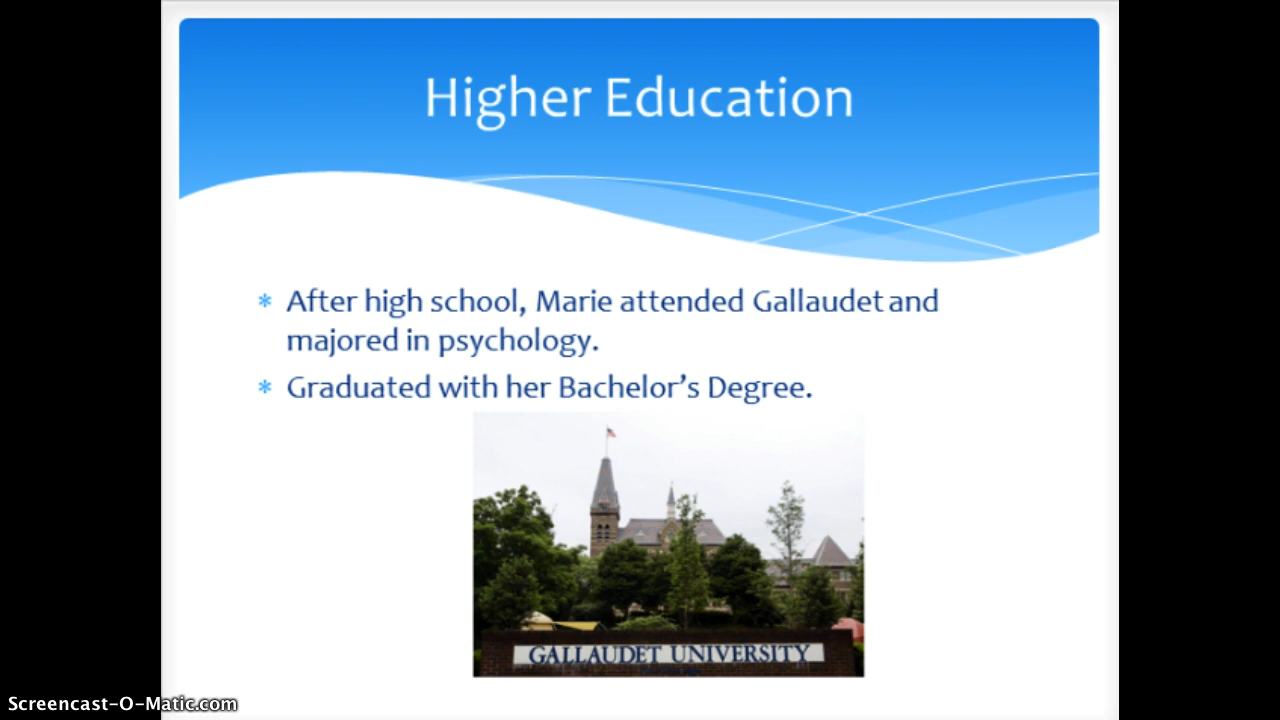 Higher Education
* After high school, Marie attended Gallaudet and
majored in psychology.
* Graduated with her Bachelor's Degree.
GALLAUDET UNIVERSITY
Screencast-O-Matic.com